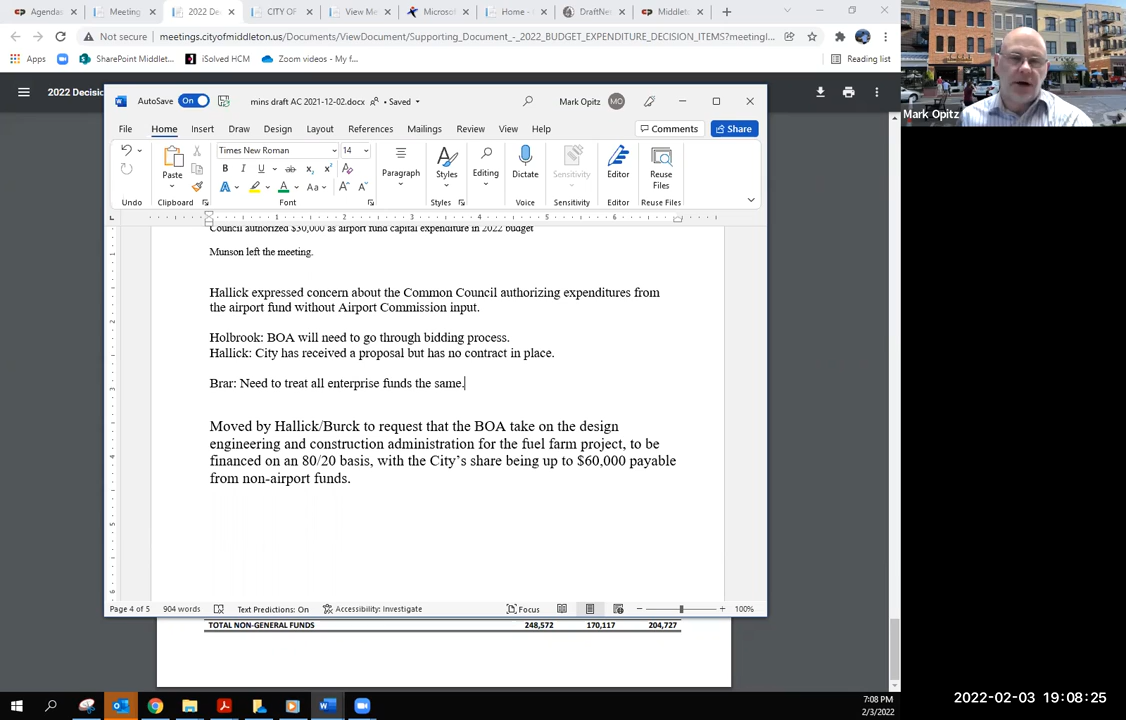 Agendas
Meeting
2022 De
CITY OF
View Me
Microsof
Home -
DraftNe
Middlet
Not secure
meetings.cityofmiddleton.us/Documents/ViewDocument/Supporting_Document_-_2022_BUDGET_EXPENDITURE_DECISION_ITEMS?meetingI...
Apps
SharePoint Middlet...
iSolved HCM
Zoom videos - My f...
Reading list
2022 Decision
Mark Opitz
AutoSave
On
mins draft AC 2021-12-02.docx
• Saved
Mark Opitz
MO
File
Home
Insert
Draw
Design
Layout
References
Mailings
Review
View
Help
Comments
Share
Times New Roman
14
Paste
Paragraph
Styles
Editing
Dictate
Sensitivity
Editor
Reuse
Files
Undo
Clipboard
Font
Styles
Voice
Sensitivity
Editor
Reuse Files
Council authorized $30,000 as airport fund capital expenditure in 2022 budget
Munson left the meeting.
Hallick expressed concern about the Common Council authorizing expenditures from
the airport fund without Airport Commission input.
Holbrook: BOA will need to go through bidding process.
Hallick: City has received a proposal but has no contract in place.
Brar: Need to treat all enterprise funds the same.
Moved by Hallick/Burck to request that the BOA take on the design
engineering and construction administration for the fuel farm project, to be
financed on an 80/20 basis, with the City's share being up to $60,000 payable
from non-airport funds.
Page 4 of 5
904 words
Text Predictions: On
Accessibility: Investigate
Focus
100%
TOTAL NON-GENERAL FUNDS 248,572 170,117 204,727
7:08 PM
2/3/2022
2022-02-03 19:08:25